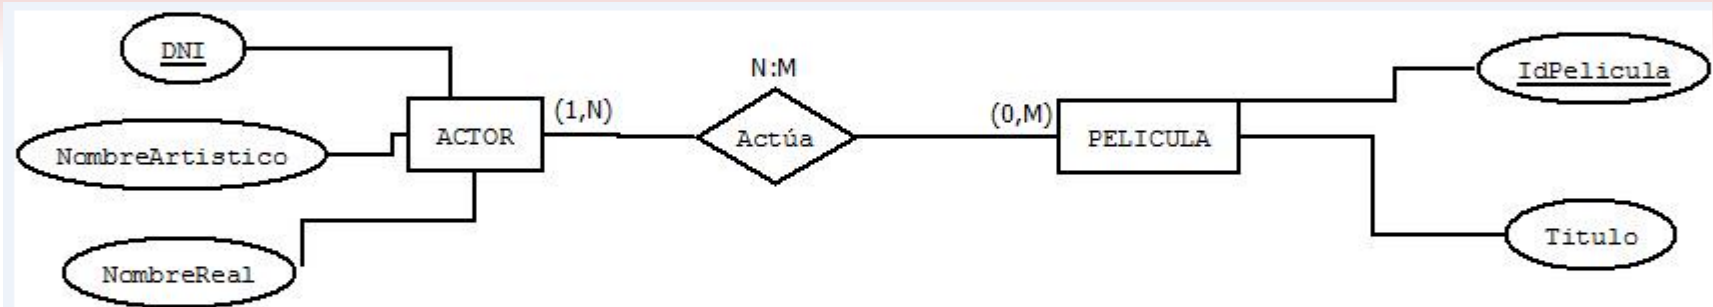 DNI
NombreArtistico
NombreReal
ACTOR
(1,N)
N:M
Actúa
(0,M)
PELICULA
IdPelicula
Titulo